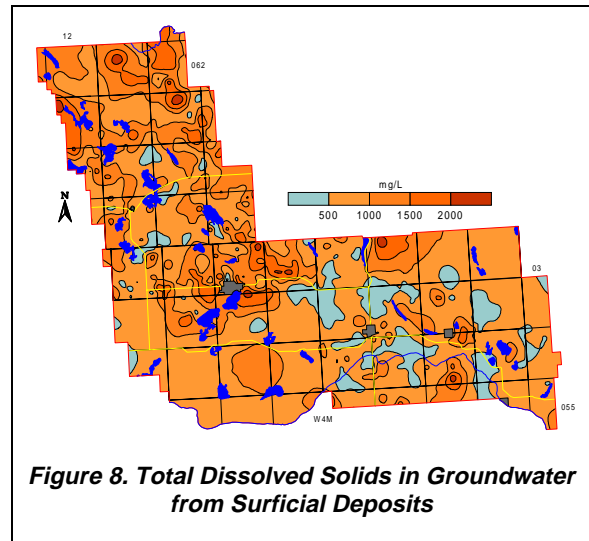 12
062
N
mg/L
500 1000 1500 2000
03
W4M
055
Figure 8. Total Dissolved Solids in Groundwater
from Surficial Deposits